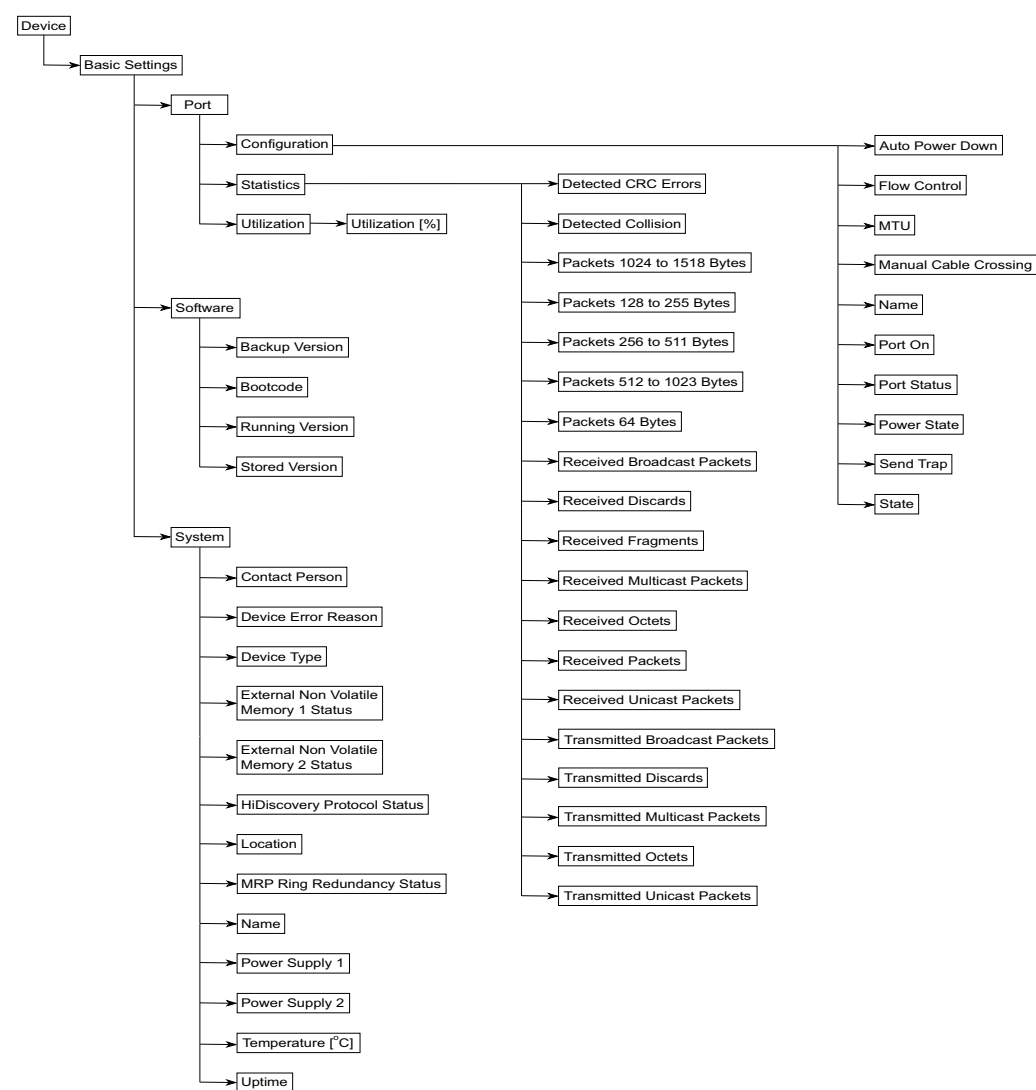 Device
Basic Settings
Port
Configuration
Auto Power Down
Statistics
Detected CRC Errors
Flow Control
Utilization
Utilization [%]
Detected Collision
MTU
Packets 1024 to 1518 Bytes
Manual Cable Crossing
Software
Packets 128 to 255 Bytes
Name
Backup Version
Packets 256 to 511 Bytes
Port On
Bootcode
Packets 512 to 1023 Bytes
Port Status
Running Version
Packets 64 Bytes
Power State
Stored Version
Received Broadcast Packets
Send Trap
Received Discards
State
System
Received Fragments
Contact Person
Received Multicast Packets
Device Error Reason
Received Octets
Device Type
Received Packets
External Non Volatile
Memory 1 Status
Received Unicast Packets
External Non Volatile
Memory 2 Status
Transmitted Broadcast Packets
Transmitted Discards
HiDiscovery Protocol Status
Transmitted Multicast Packets
Location
Transmitted Octets
MRP Ring Redundancy Status
Transmitted Unicast Packets
Name
Power Supply 1
Power Supply 2
Temperature [°C]
Uptime